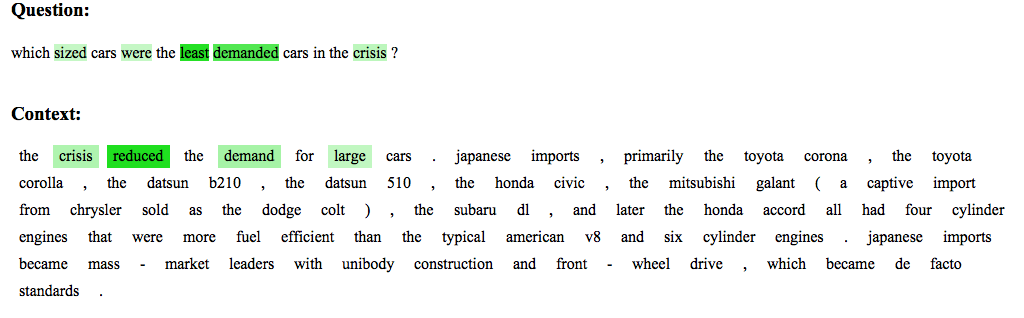 Question:
which sized cars were the least demanded cars in the crisis ?
Context:
the crisis reduced the demand for large cars . japanese imports , primarily the toyota corona , the toyota
corolla , the datsun b210 , the datsun 510 , the honda civic , the mitsubishi galant ( a captive import
from chrysler sold as the dodge colt ) , the subaru dl , and later the honda accord all had four cylinder
engines that were more fuel efficient than the typical american v8 and six cylinder engines . japanese imports
became mass - market leaders with unibody construction and front - wheel drive , which became de facto
standards .